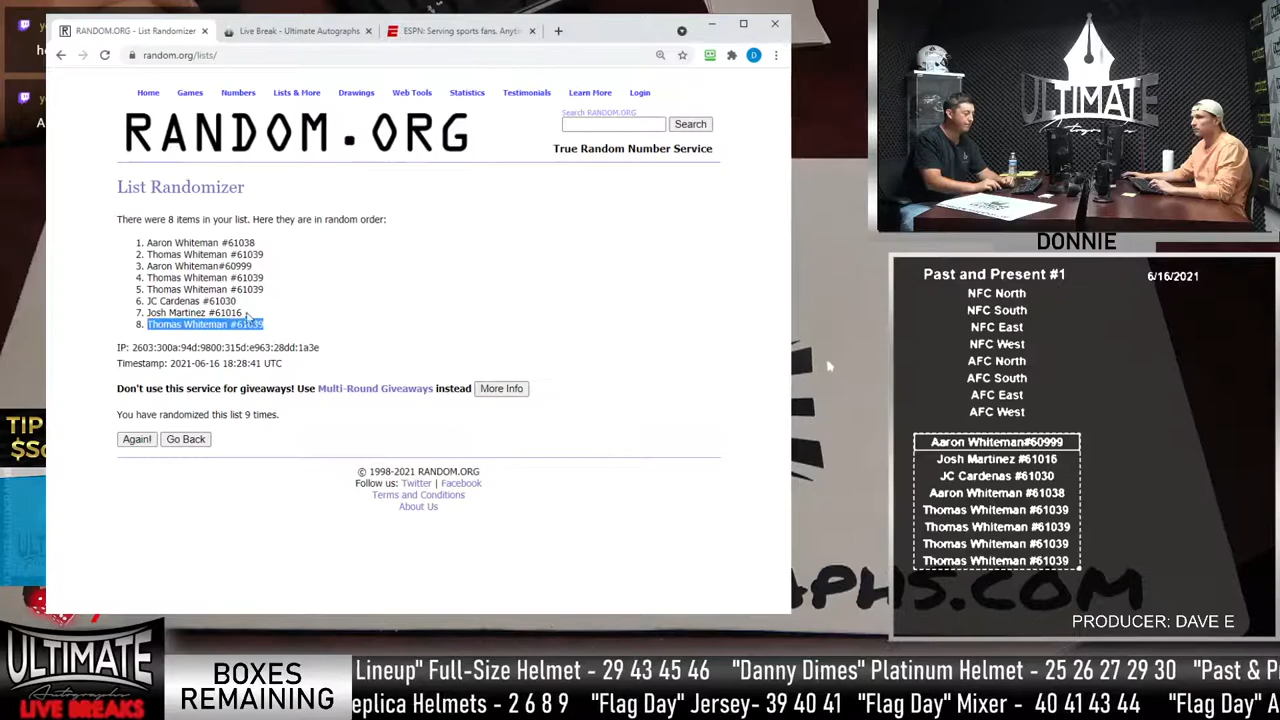 RANDOM.ORG - List Randomizer
Live Break - Ultimate Autographs
ESPN: Serving sports fans. Anyti
random.org/lists/
Home Games Numbers Lists & More Drawings Web Tools Statistics Testimonials Learn More Login
Search RANDOM.ORG
Search
RANDOM.ORG
True Random Number Service
List Randomizer
There were 8 items in your list. Here they are in random order:
1. Aaron Whiteman #61038
2. Thomas Whiteman #61039
3. Aaron Whiteman#60999
4. Thomas Whiteman #61039
5. Thomas Whiteman #61039
6. JC Cardenas #61030
7. Josh Martinez #61016
8. Thomas Whiteman #61039
IP: 2603:300a:94d:9800:315d:e963:28dd:1a3e
Timestamp: 2021-06-16 18:28:41 UTC
Don't use this service for giveaways! Use Multi-Round Giveaways instead More Info
You have randomized this list 9 times.
Again! Go Back
© 1998-2021 RANDOM.ORG
Follow us: Twitter | Facebook
Terms and Conditions
About Us
TIMATE
Autographs
DONNIE
Past and Present #1 6/16/2021
NFC North
NFC South
NFC East
NFC West
AFC North
AFC South
AFC East
AFC West
Aaron Whiteman#60999
Josh Martinez #61016
JC Cardenas #61030
Aaron Whiteman #61038
Thomas Whiteman #61039
Thomas Whiteman #61039
Thomas Whiteman #61039
Thomas Whiteman #61039
PRODUCER: DAVE E
TIP
$Sc
APHS.COM
ULTIMATE
Autographs
LIVE BREAKS
BOXES
REMAINING
Lineup" Full-Size Helmet - 29 43 45 46 "Danny Dimes" Platinum Helmet - 25 26 27 29 30 "Past & P
eplica Helmets - 2 6 8 9 "Flag Day" Jersey- 39 40 41 "Flag Day" Mixer - 40 41 43 44 "Flag Day" A